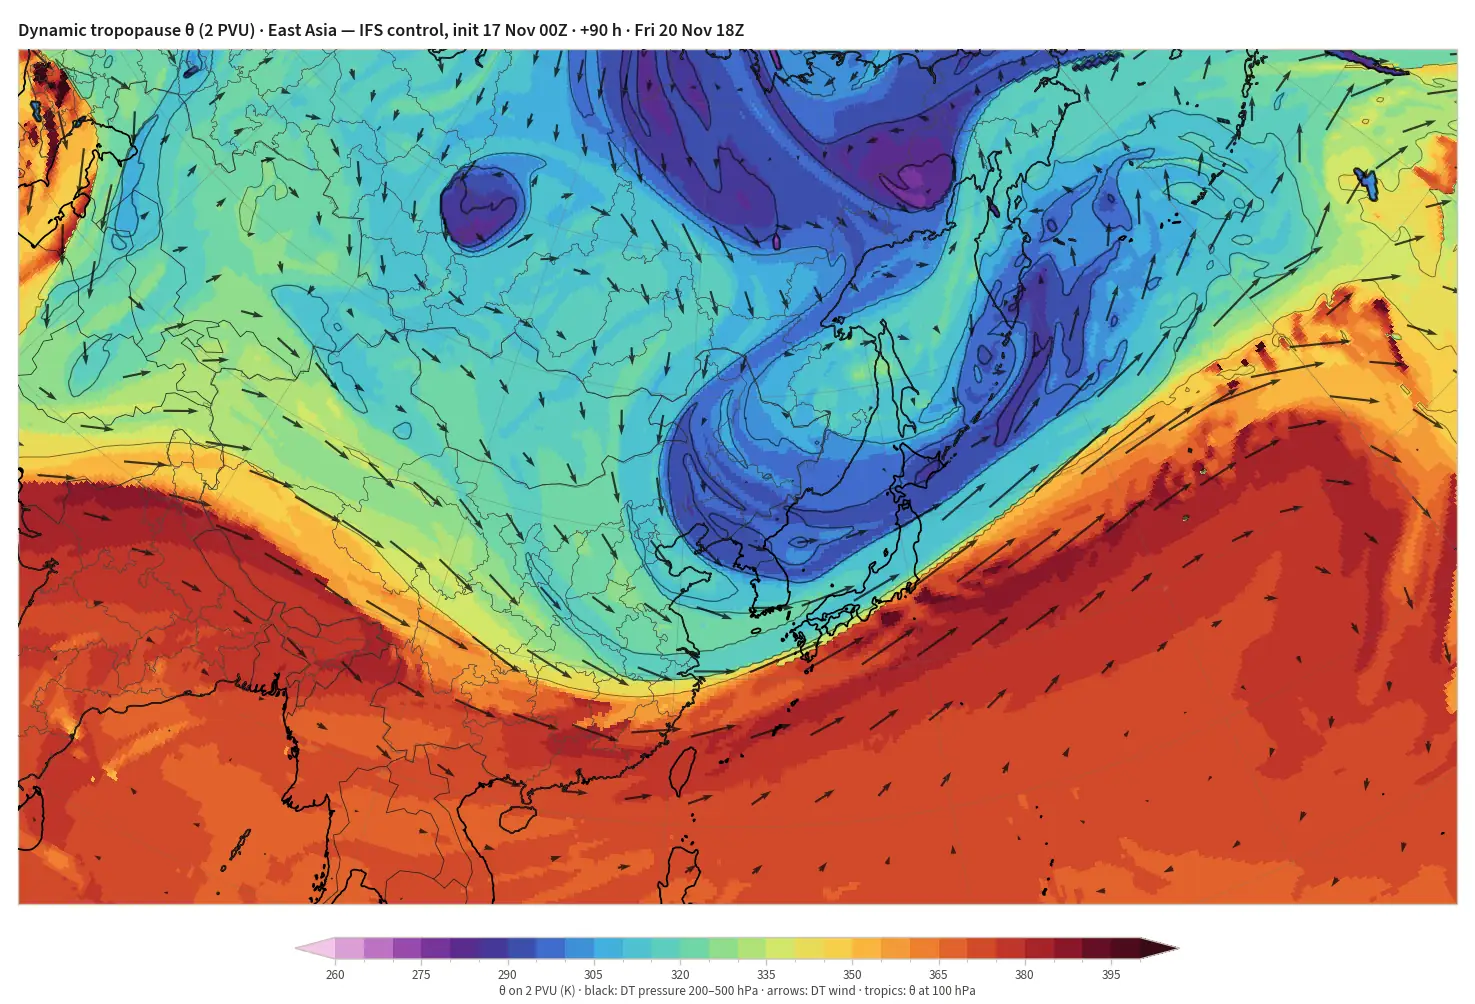 Dynamic tropopause θ (2 PVU) · East Asia — IFS control, init 17 Nov 00Z · +90 h · Fri 20 Nov 18Z
260 275 290 305 320 335 350 365 380 395
θ on 2 PVU (K) · black: DT pressure 200–500 hPa · arrows: DT wind · tropics: θ at 100 hPa